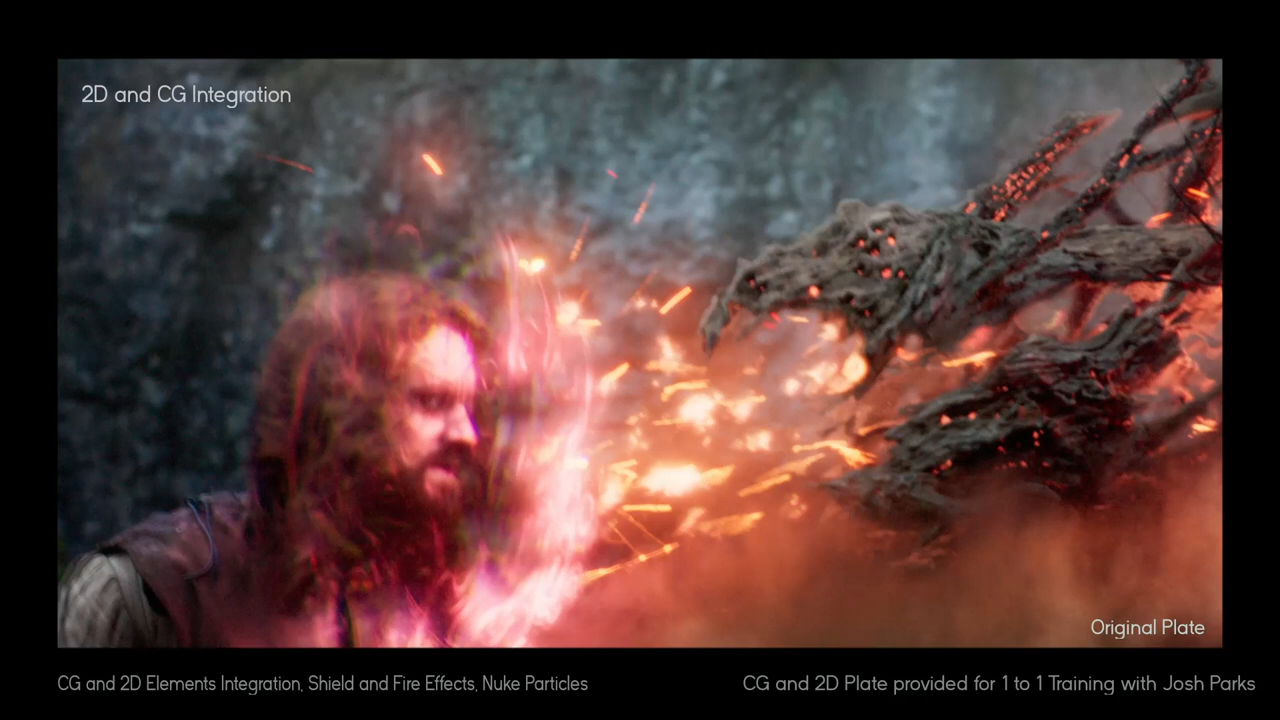 2D and CG Integration
Original Plate
CG and 2D Elements Integration, Shield and Fire Effects, Nuke Particles
CG and 2D Plate provided for 1 to 1 Training with Josh Parks